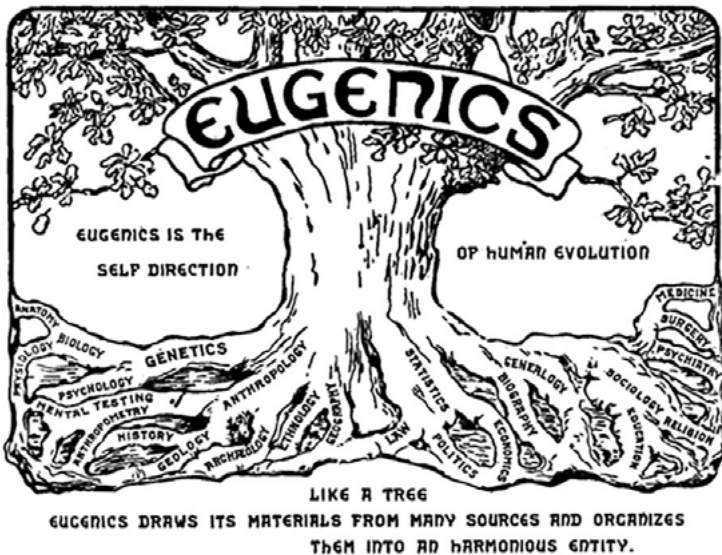 EUGENICS
EUGENICS IS THE
SELF DIRECTION
OF HUMAN EVOLUTION
ANATOMY
PHYSIOLOGY
BIOLOGY
GENETICS
PSYCHOLOGY
MENTAL TESTING
ANTHROPOMETRY
HISTORY
GEOLOGY
ANTHROPOLOGY
ARCHÆOLOGY
ETHNOLOGY
GEOGRAPHY
LAW
STATISTICS
POLITICS
ECONOMICS
GENEALOGY
BIOGRAPHY
SOCIOLOGY
EDUCATION
RELIGION
PSYCHIATRY
SURGERY
MEDICINE
LIKE A TREE
EUGENICS DRAWS ITS MATERIALS FROM MANY SOURCES AND ORGANIZES
THEM INTO AN HARMONIOUS ENTITY.